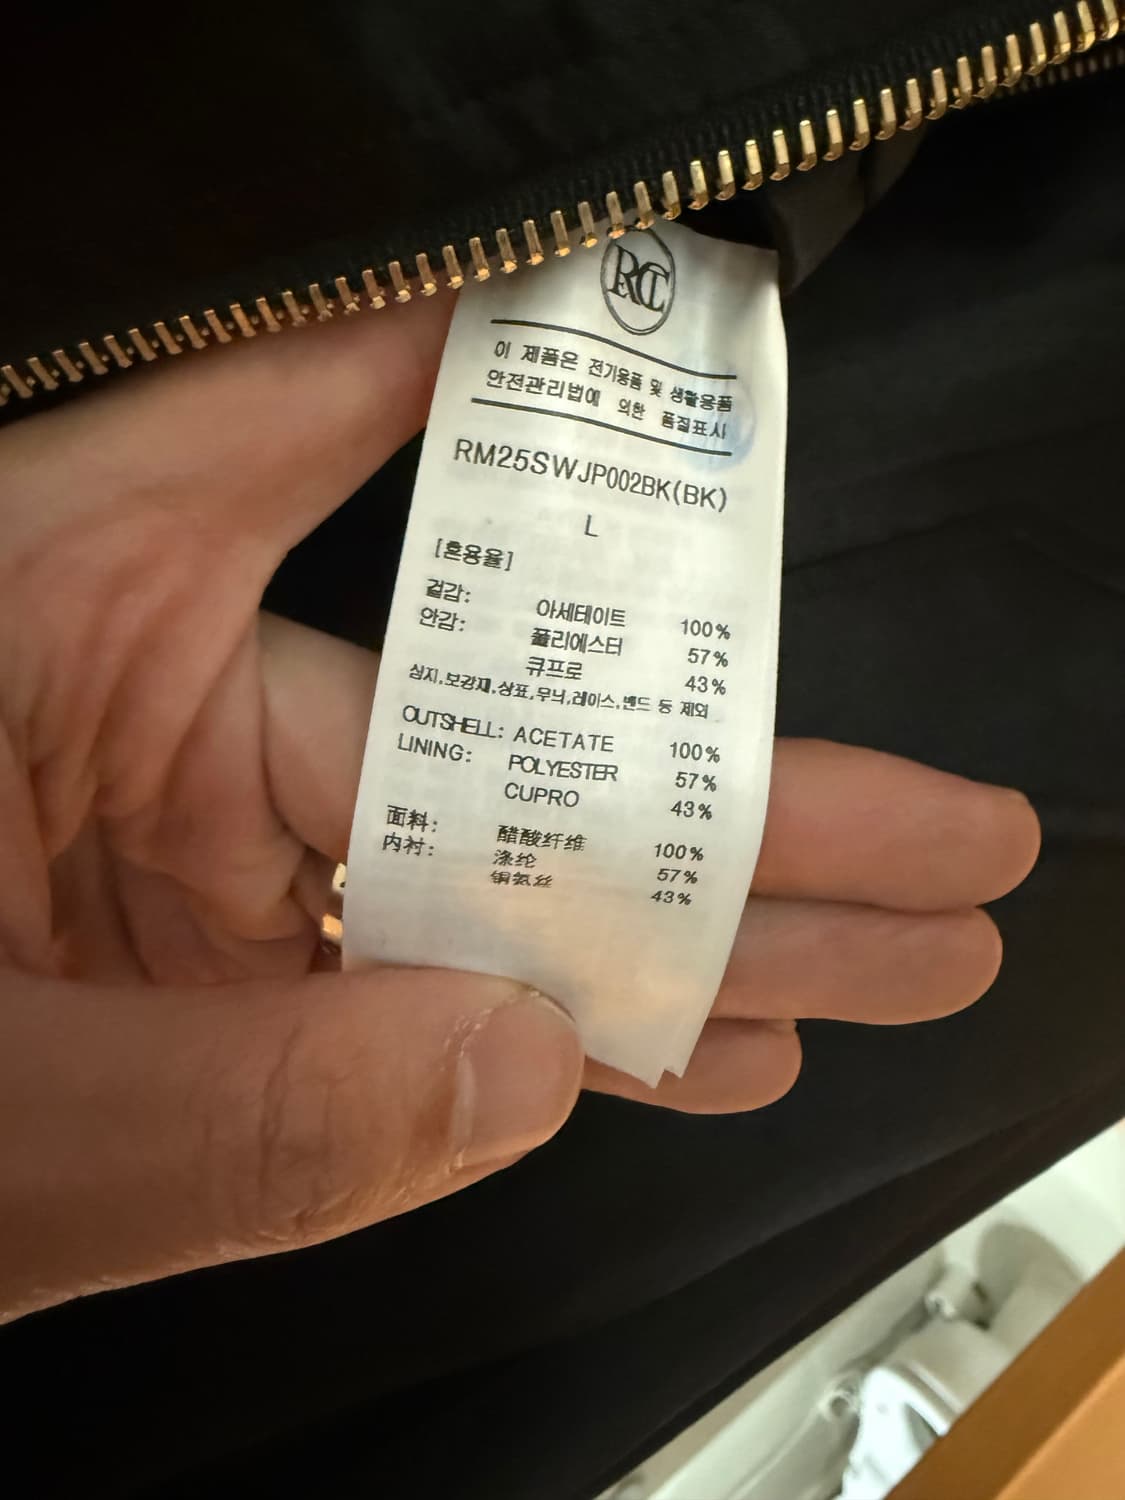 RCT
이 제품은 전기용품 및 생활용품
안전관리법에 의한 품질표시
RM25SWJP002BK(BK)
L
[혼용율]
겉감: 아세테이트 100%
안감: 폴리에스터 57%
큐프로 43%
심지,보강재,상표,무늬,레이스,밴드 등 제외
OUTSHELL: ACETATE 100%
LINING: POLYESTER 57%
CUPRO 43%
面料: 醋酸纤维 100%
内衬: 涤纶 57%
铜氨丝 43%